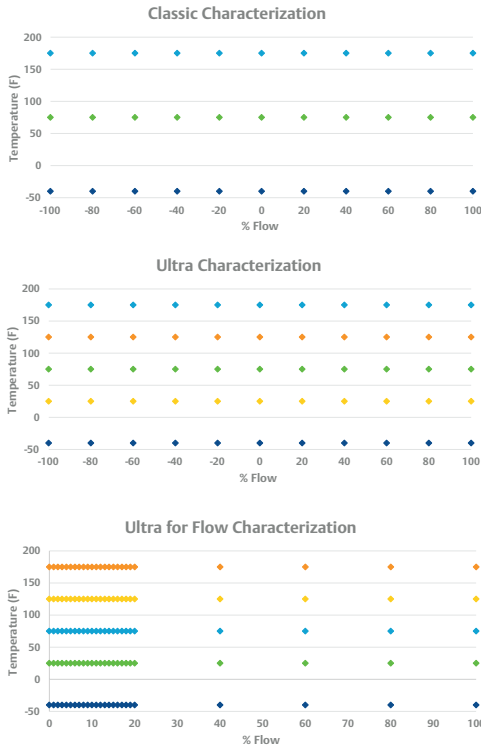 Classic Characterization
Temperature (F)
200
150
100
50
0
-50
-100 -80 -60 -40 -20 0 20 40 60 80 100
% Flow
Ultra Characterization
Temperature (F)
200
150
100
50
0
-50
-100 -80 -60 -40 -20 0 20 40 60 80 100
% Flow
Ultra for Flow Characterization
Temperature (F)
200
150
100
50
0
-50
0 10 20 30 40 50 60 70 80 90 100
% Flow